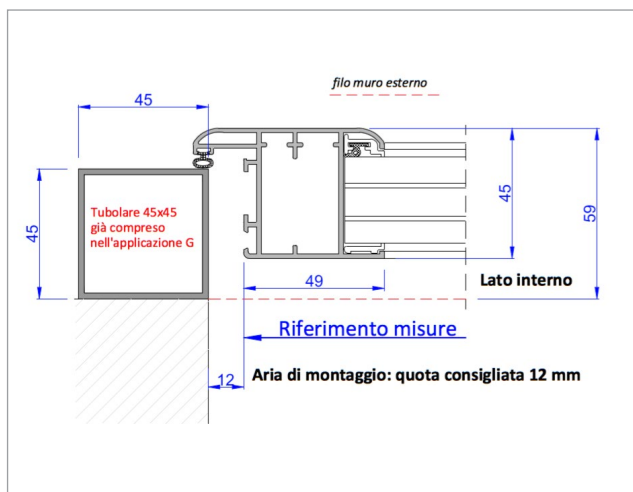 filo muro esterno
45
Tubolare 45x45
già compreso
nell'applicazione G
45
45
59
49
Lato interno
Riferimento misure
12
Aria di montaggio: quota consigliata 12 mm